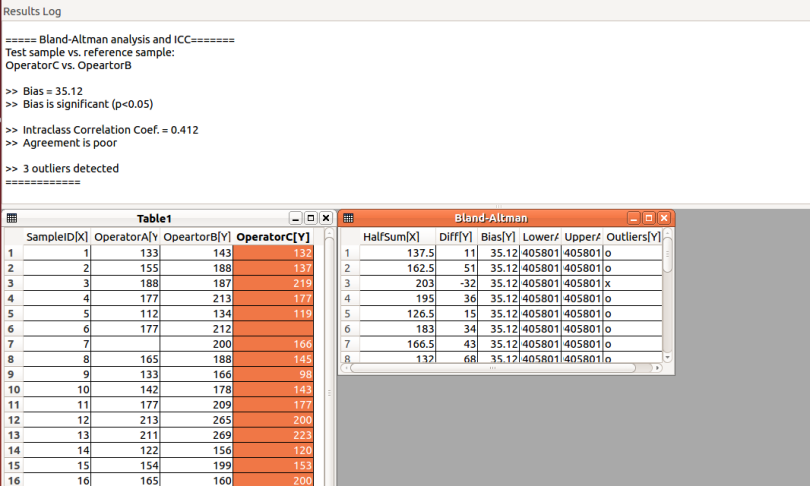 Results Log
===== Bland-Altman analysis and ICC=======
Test sample vs. reference sample:
OperatorC vs. OpeartorB
>> Bias = 35.12
>> Bias is significant (p<0.05)
>> Intraclass Correlation Coef. = 0.412
>> Agreement is poor
>> 3 outliers detected
============
Table1
SampleID[X] OperatorA[Y OpeartorB[Y] OperatorC[Y]
1 1 133 143 132
2 2 155 188 137
3 3 188 187 219
4 4 177 213 177
5 5 112 134 119
6 6 177 212
7 7 200 166
8 8 165 188 145
9 9 133 166 98
10 10 142 178 143
11 11 177 209 177
12 12 213 265 200
13 13 211 269 223
14 14 122 156 120
15 15 154 199 153
16 16 165 160 200
Bland-Altman
HalfSum[X] Diff[Y] Bias[Y] LowerA UpperA Outliers[Y]
1 137.5 11 35.12 405801 405801 o
2 162.5 51 35.12 405801 405801 o
3 203 -32 35.12 405801 405801 x
4 195 36 35.12 405801 405801 o
5 126.5 15 35.12 405801 405801 o
6 183 34 35.12 405801 405801 o
7 166.5 43 35.12 405801 405801 o
8 132 68 35.12 405801 405801 o